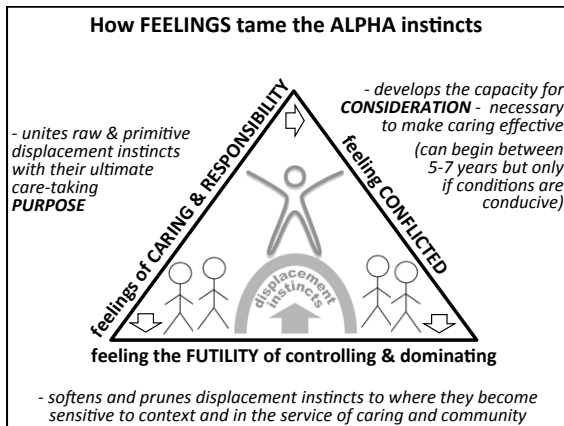 How FEELINGS tame the ALPHA instincts
- unites raw & primitive
displacement instincts
with their ultimate
care-taking
PURPOSE
feelings of CARING & RESPONSIBILITY
- develops the capacity for
CONSIDERATION - necessary
to make caring effective
(can begin between
5-7 years but only
if conditions are
conducive)
feeling CONFLICTED
displacement
instincts
feeling the FUTILITY of controlling & dominating
- softens and prunes displacement instincts to where they become
sensitive to context and in the service of caring and community